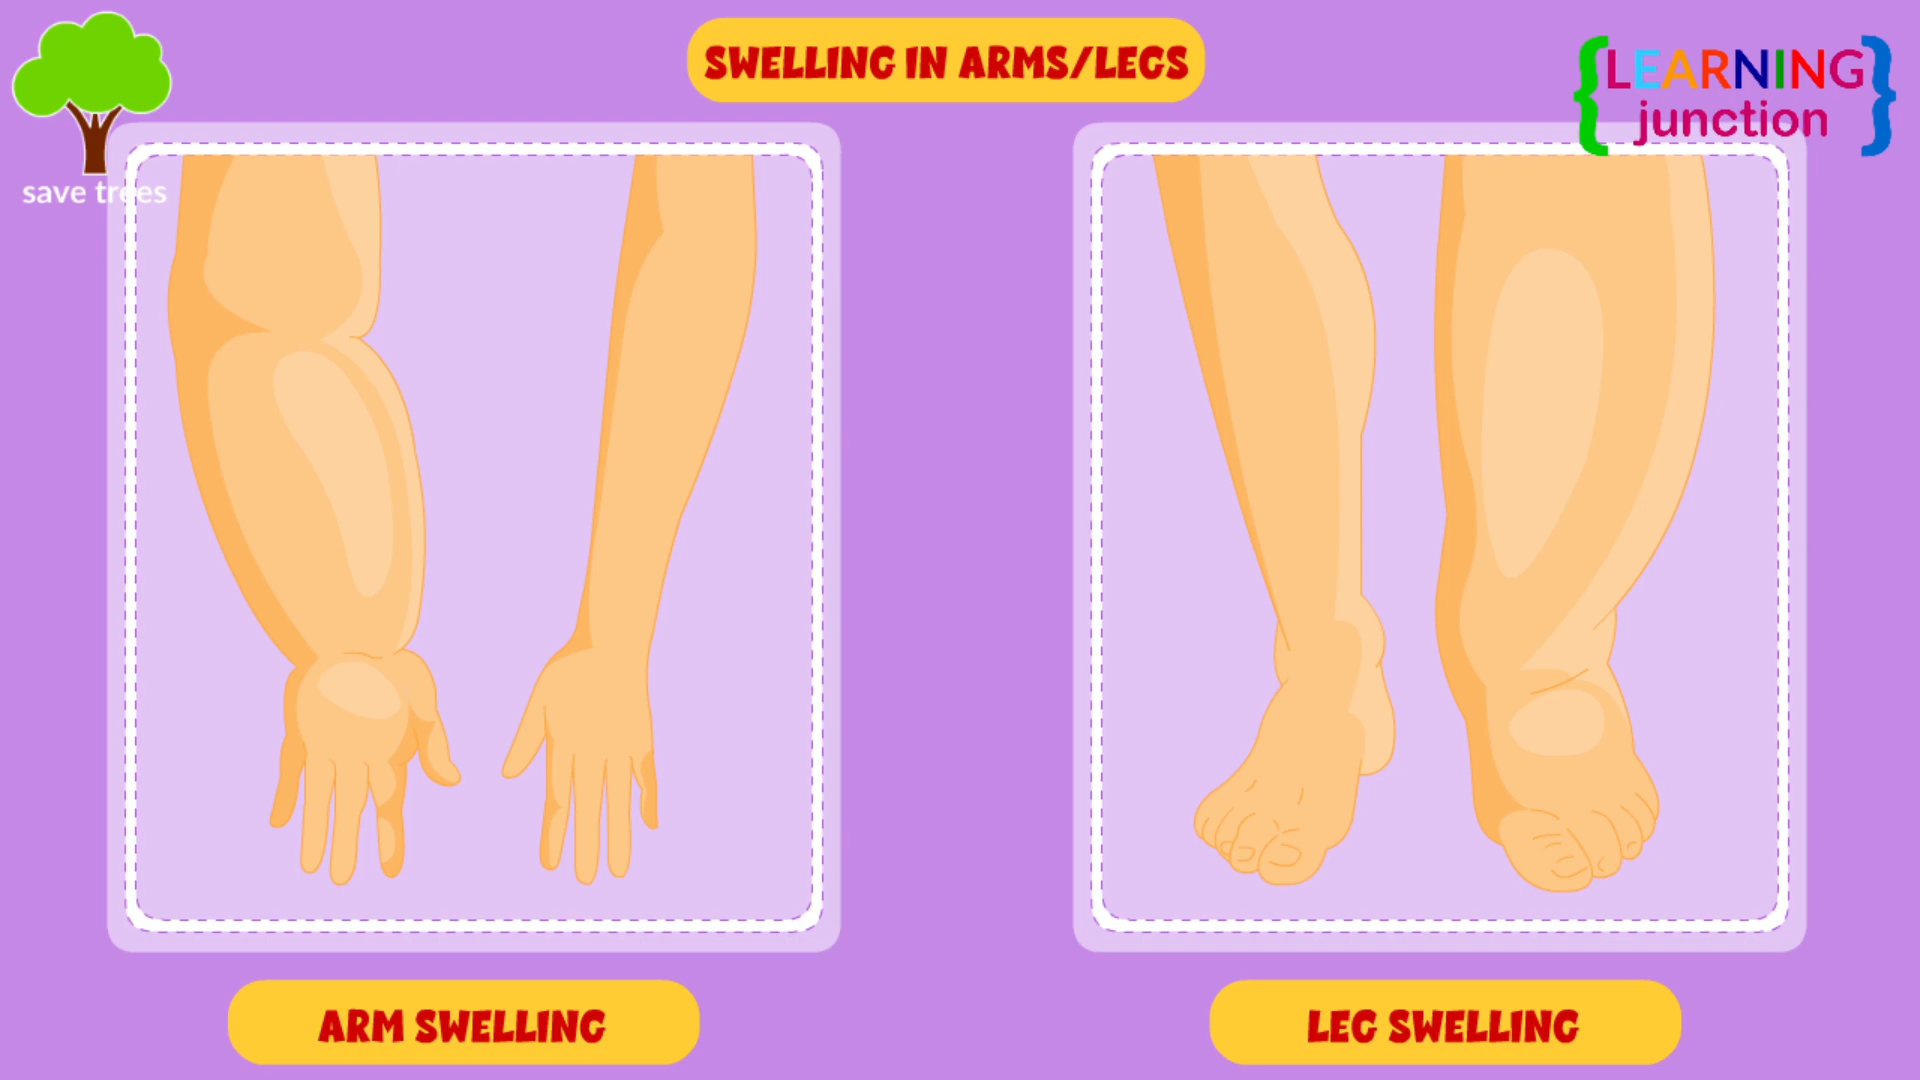 SWELLING IN ARMS/LEGS
LEARNING
junction
save trees
ARM SWELLING
LEG SWELLING